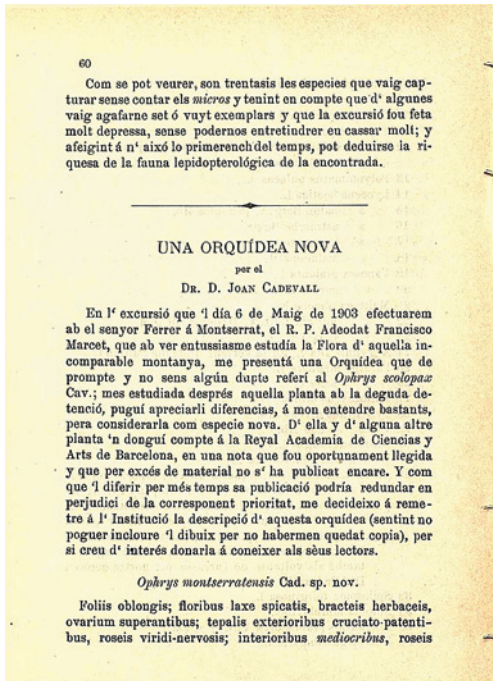 60
Com se pot veurer, son trentasis les especies que vaig cap-
turar sense contar els micros y tenint en compte que d‘ algunes
vaig agafarne set ó vuyt exemplars y que la excursió fou feta
molt depressa, sense podernos entretindrer en cassar molt; y
afeigint á n‘ aixó lo primerench del temps, pot deduirse la ri-
quesa de la fauna lepidopterológica de la encontrada.
UNA ORQUÍDEA NOVA
per el
DR. D. JOAN CADEVALL
En l‘ excursió que ‘l día 6 de Maig de 1903 efectuarem
ab el senyor Ferrer á Montserrat, el R. P. Adeodat Francisco
Marcet, que ab ver entussiasme estudía la Flora d‘ aquella in-
comparable montanya, me presentá una Orquídea que de
prompte y no sens algún dupte referí al Ophrys scolopax
Cav.; mes estudiada després aquella planta ab la deguda de-
tenció, puguí apreciarli diferencias, á mon entendre bastants,
pera considerarla com especie nova. D‘ ella y d‘ alguna altre
planta ‘n donguí compte á la Reyal Academia de Ciencias y
Arts de Barcelona, en una nota que fou oportunament llegida
y que per excés de material no s‘ ha publicat encare. Y com
que ‘l diferir per més temps sa publicació podría redundar en
perjudici de la corresponent prioritat, me decideixo á reme-
tre á l‘ Institució la descripció d‘ aquesta orquídea (sentint no
poguer incloure ‘l dibuix per no habermen quedat copia), per
si creu d‘ interés donarla á coneixer als sèus lectors.
Ophrys montserratensis Cad. sp. nov.
Foliis oblongis; floribus laxe spicatis, bracteis herbaceis,
ovarium superantibus; tepalis exterioribus cruciato-patenti-
bus, roseis viridi-nervosis; interioribus mediocribus, roseis